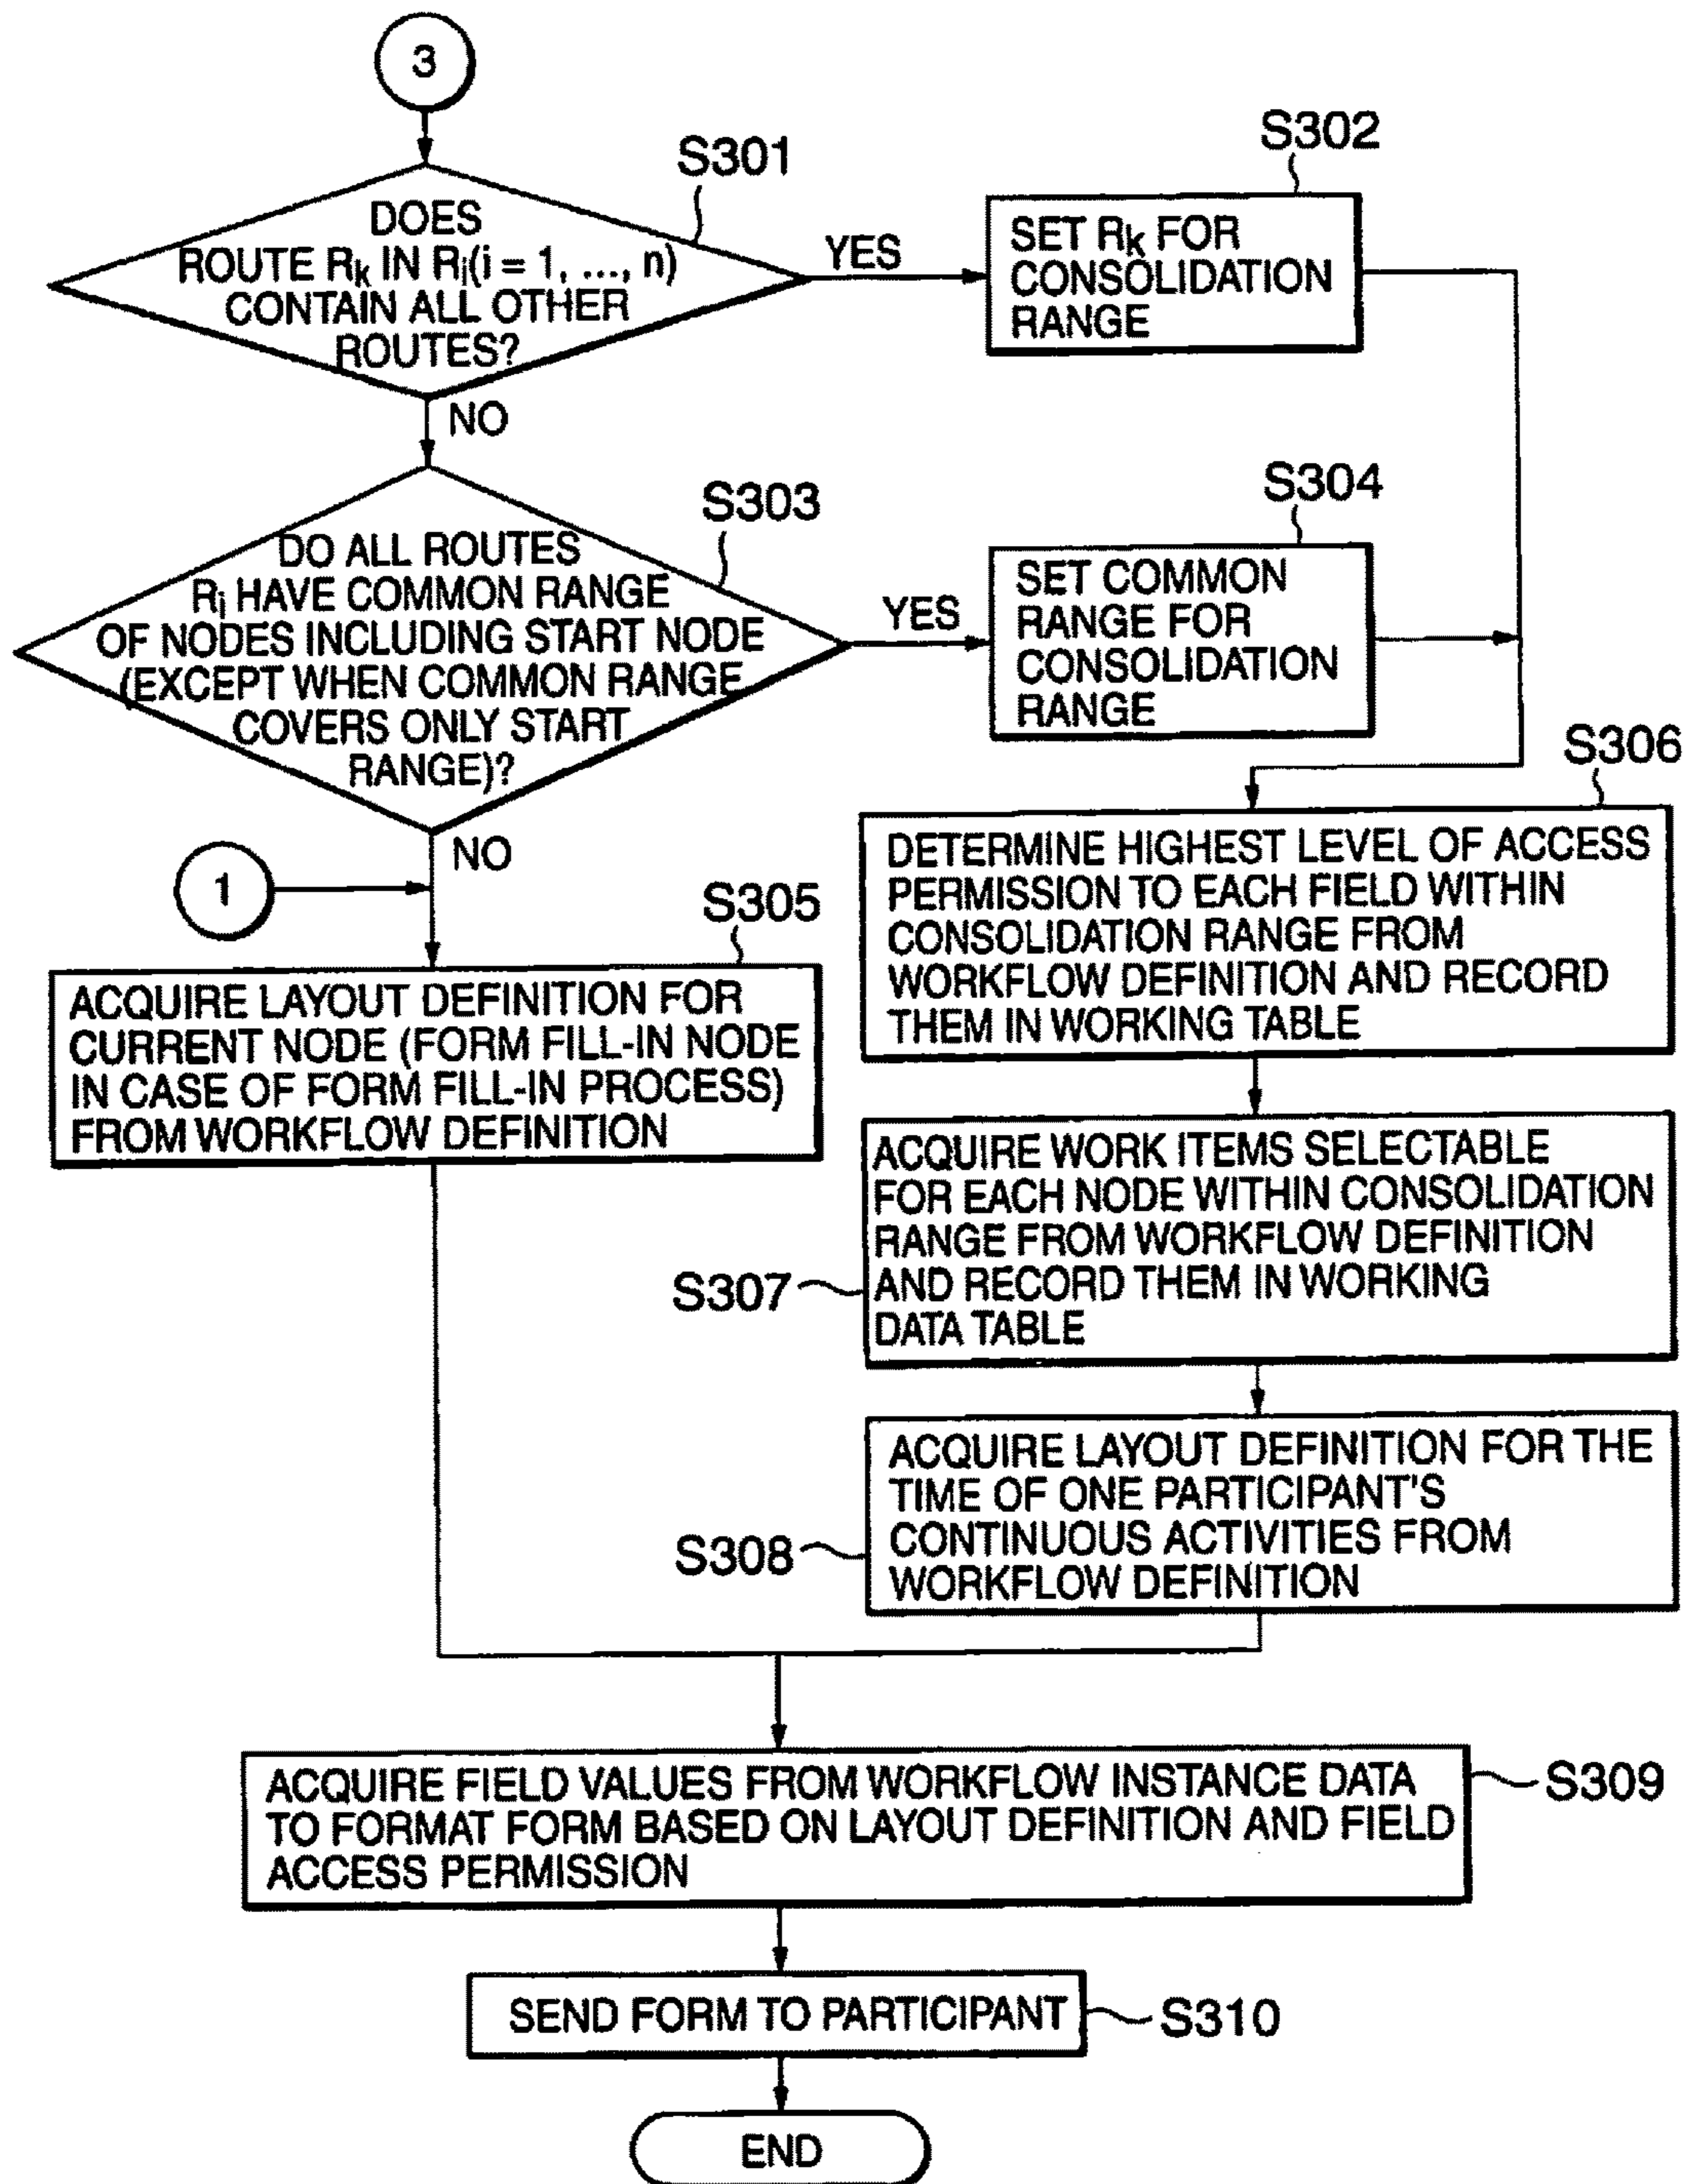 3
S301
DOES
ROUTE Rk IN Ri(i = 1, ..., n)
CONTAIN ALL OTHER
ROUTES?
YES
S302
SET Rk FOR
CONSOLIDATION
RANGE
NO
S303
DO ALL ROUTES
Ri HAVE COMMON RANGE
OF NODES INCLUDING START NODE
(EXCEPT WHEN COMMON RANGE
COVERS ONLY START
RANGE)?
YES
S304
SET COMMON
RANGE FOR
CONSOLIDATION
RANGE
NO
1
S305
ACQUIRE LAYOUT DEFINITION FOR
CURRENT NODE (FORM FILL-IN NODE
IN CASE OF FORM FILL-IN PROCESS)
FROM WORKFLOW DEFINITION
S306
DETERMINE HIGHEST LEVEL OF ACCESS
PERMISSION TO EACH FIELD WITHIN
CONSOLIDATION RANGE FROM
WORKFLOW DEFINITION AND RECORD
THEM IN WORKING TABLE
S307
ACQUIRE WORK ITEMS SELECTABLE
FOR EACH NODE WITHIN CONSOLIDATION
RANGE FROM WORKFLOW DEFINITION
AND RECORD THEM IN WORKING
DATA TABLE
S308
ACQUIRE LAYOUT DEFINITION FOR THE
TIME OF ONE PARTICIPANT'S
CONTINUOUS ACTIVITIES FROM
WORKFLOW DEFINITION
ACQUIRE FIELD VALUES FROM WORKFLOW INSTANCE DATA
TO FORMAT FORM BASED ON LAYOUT DEFINITION AND FIELD
ACCESS PERMISSION
S309
SEND FORM TO PARTICIPANT
S310
END